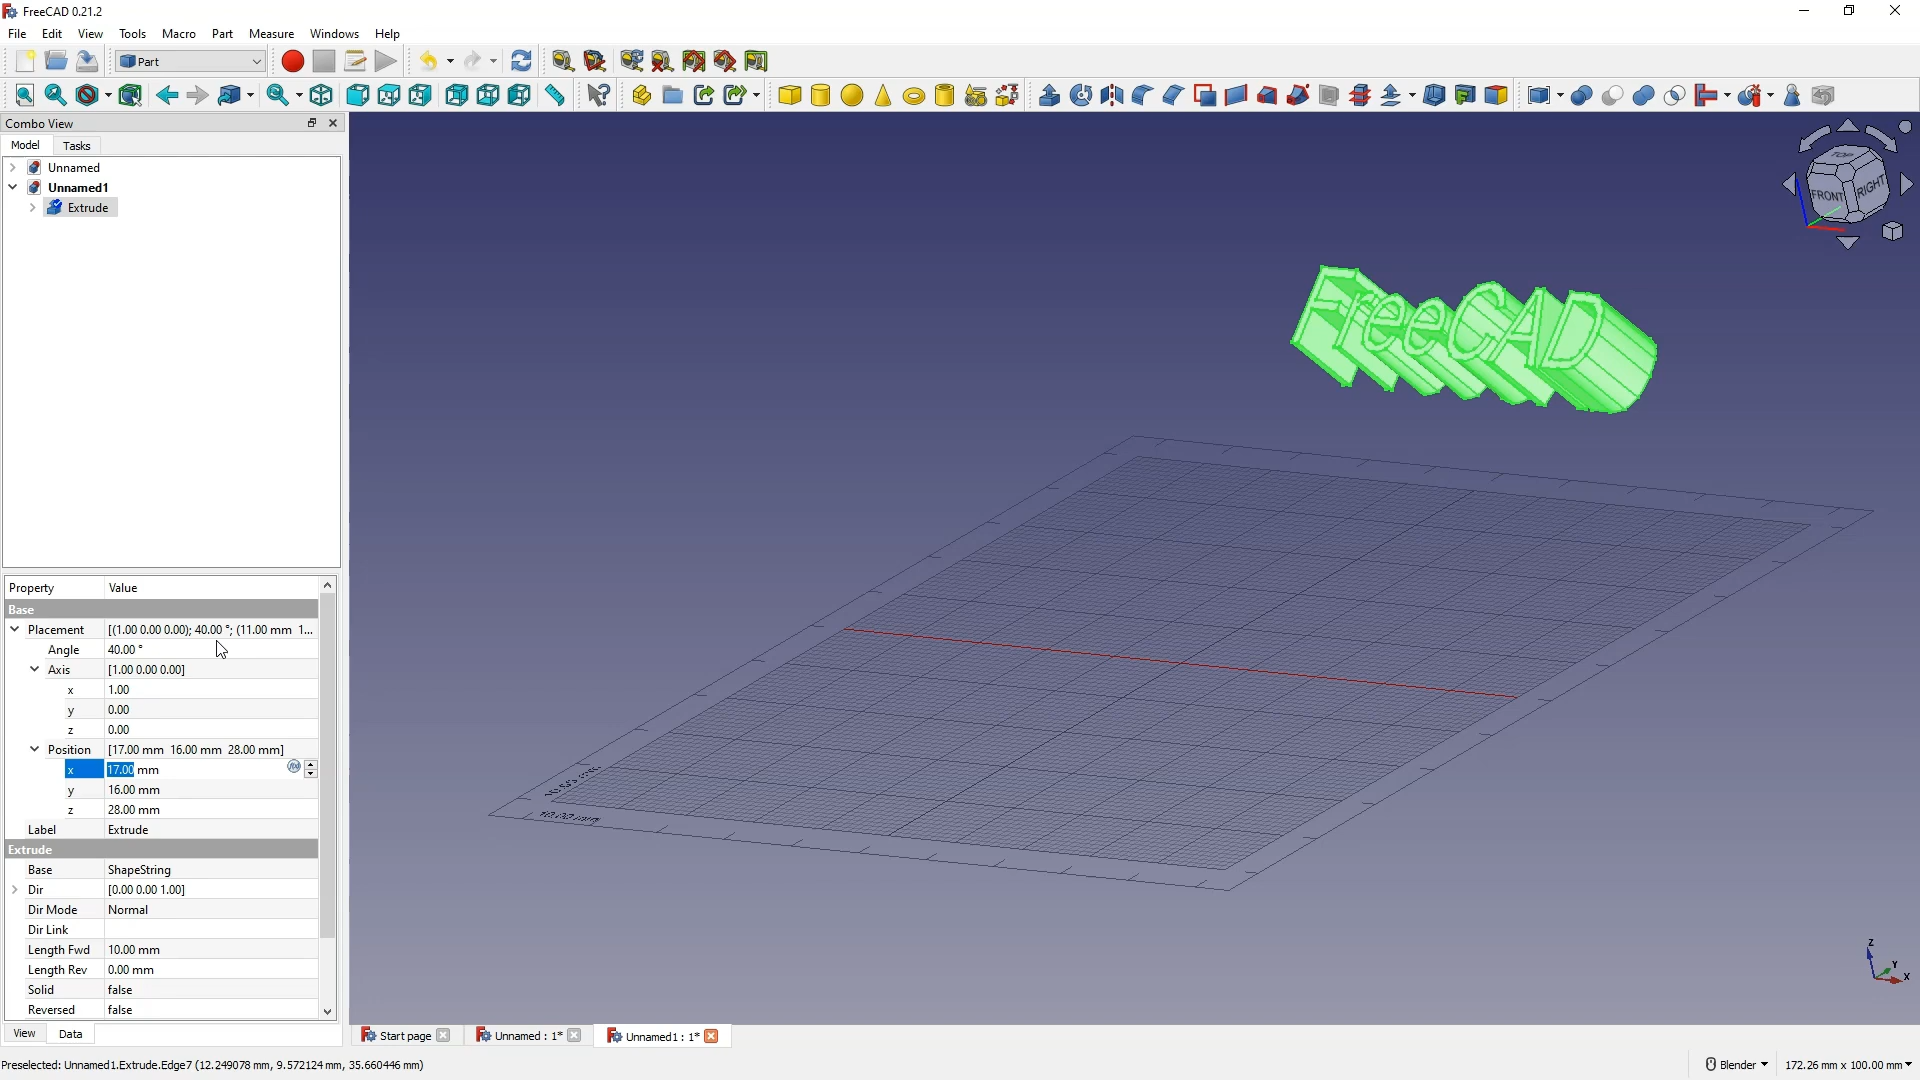 FreeCAD 0.21.2
File Edit View Tools Macro Part Measure Windows Help
Part
Combo View
Model Tasks
Unnamed
Unnamed1
Extrude
TOP
FRONT RIGHT
FreeCAD
Property Value
Base
Placement [(1.00 0.00 0.00); 40.00 °; (11.00 mm 1...
Angle 40.00 °
Axis [1.00 0.00 0.00]
x 1.00
y 0.00
z 0.00
Position [17.00 mm 16.00 mm 28.00 mm]
x 17.00 mm
y 16.00 mm
z 28.00 mm
Label Extrude
Extrude
Base ShapeString
Dir [0.00 0.00 1.00]
Dir Mode Normal
Dir Link
Length Fwd 10.00 mm
Length Rev 0.00 mm
Solid false
Reversed false
View Data
10.00 mm
Z
Y
X
Start page Unnamed : 1* Unnamed1 : 1*
Preselected: Unnamed1.Extrude.Edge7 (12.249078 mm, 9.572124 mm, 35.660446 mm)
Blender 172.26 mm x 100.00 mm